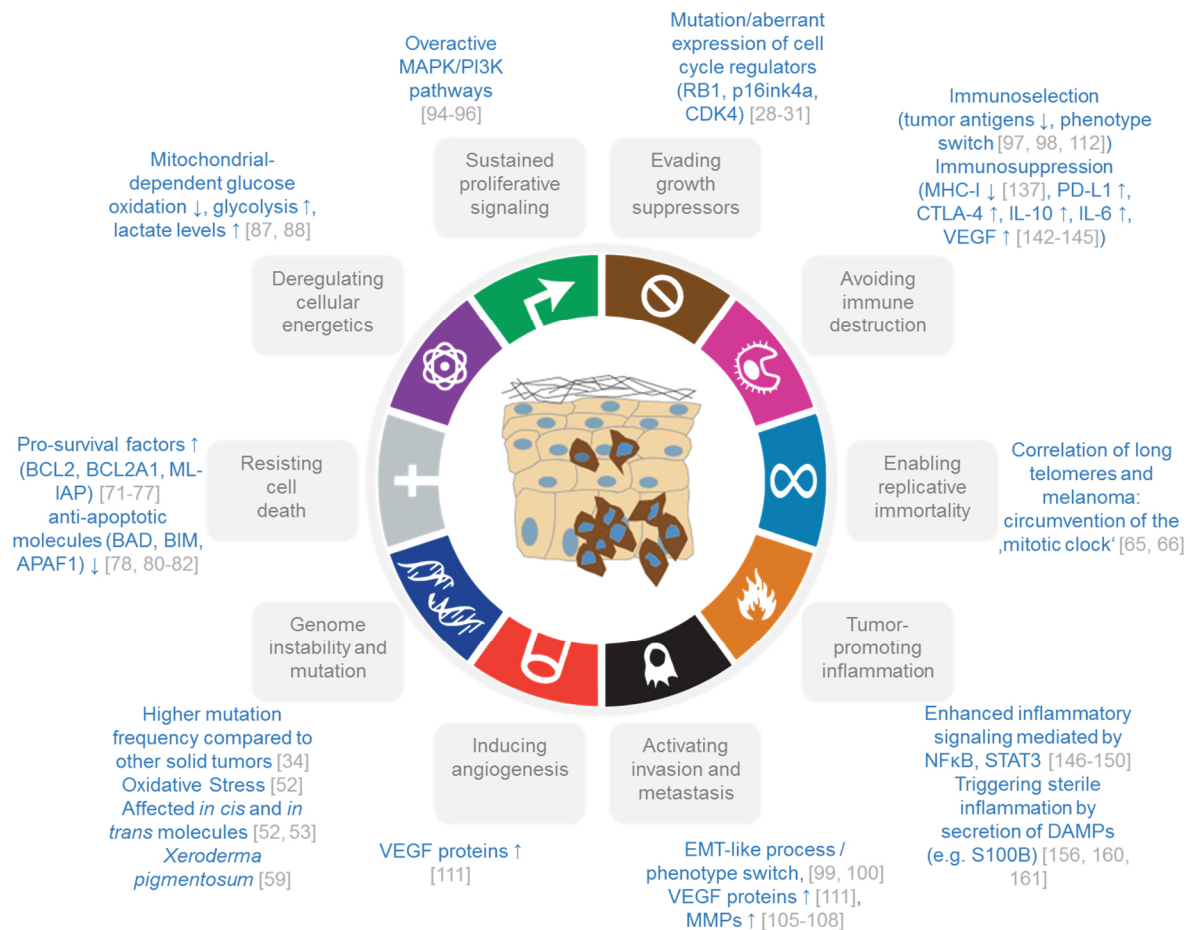 Overactive
MAPK/PI3K
pathways
[94-96]
Sustained
proliferative
signaling
Mutation/aberrant
expression of cell
cycle regulators
(RB1, p16ink4a,
CDK4) [28-31]
Evading
growth
suppressors
Immunoselection
(tumor antigens ↓, phenotype
switch [97, 98, 112])
Immunosuppression
(MHC-I ↓ [137], PD-L1 ↑,
CTLA-4 ↑, IL-10 ↑, IL-6 ↑,
VEGF ↑ [142-145])
Avoiding
immune
destruction
Mitochondrial-
dependent glucose
oxidation ↓, glycolysis ↑,
lactate levels ↑ [87, 88]
Deregulating
cellular
energetics
Pro-survival factors ↑
(BCL2, BCL2A1, ML-
IAP) [71-77]
anti-apoptotic
molecules (BAD, BIM,
APAF1) ↓ [78, 80-82]
Resisting
cell
death
Enabling
replicative
immortality
Correlation of long
telomeres and
melanoma:
circumvention of the
‚mitotic clock‘ [65, 66]
Genome
instability and
mutation
Higher mutation
frequency compared to
other solid tumors [34]
Oxidative Stress [52]
Affected in cis and in
trans molecules [52, 53]
Xeroderma
pigmentosum [59]
Inducing
angiogenesis
VEGF proteins ↑
[111]
Activating
invasion and
metastasis
EMT-like process /
phenotype switch, [99, 100]
VEGF proteins ↑ [111],
MMPs ↑ [105-108]
Tumor-
promoting
inflammation
Enhanced inflammatory
signaling mediated by
NFκB, STAT3 [146-150]
Triggering sterile
inflammation by
secretion of DAMPs
(e.g. S100B) [156, 160,
161]